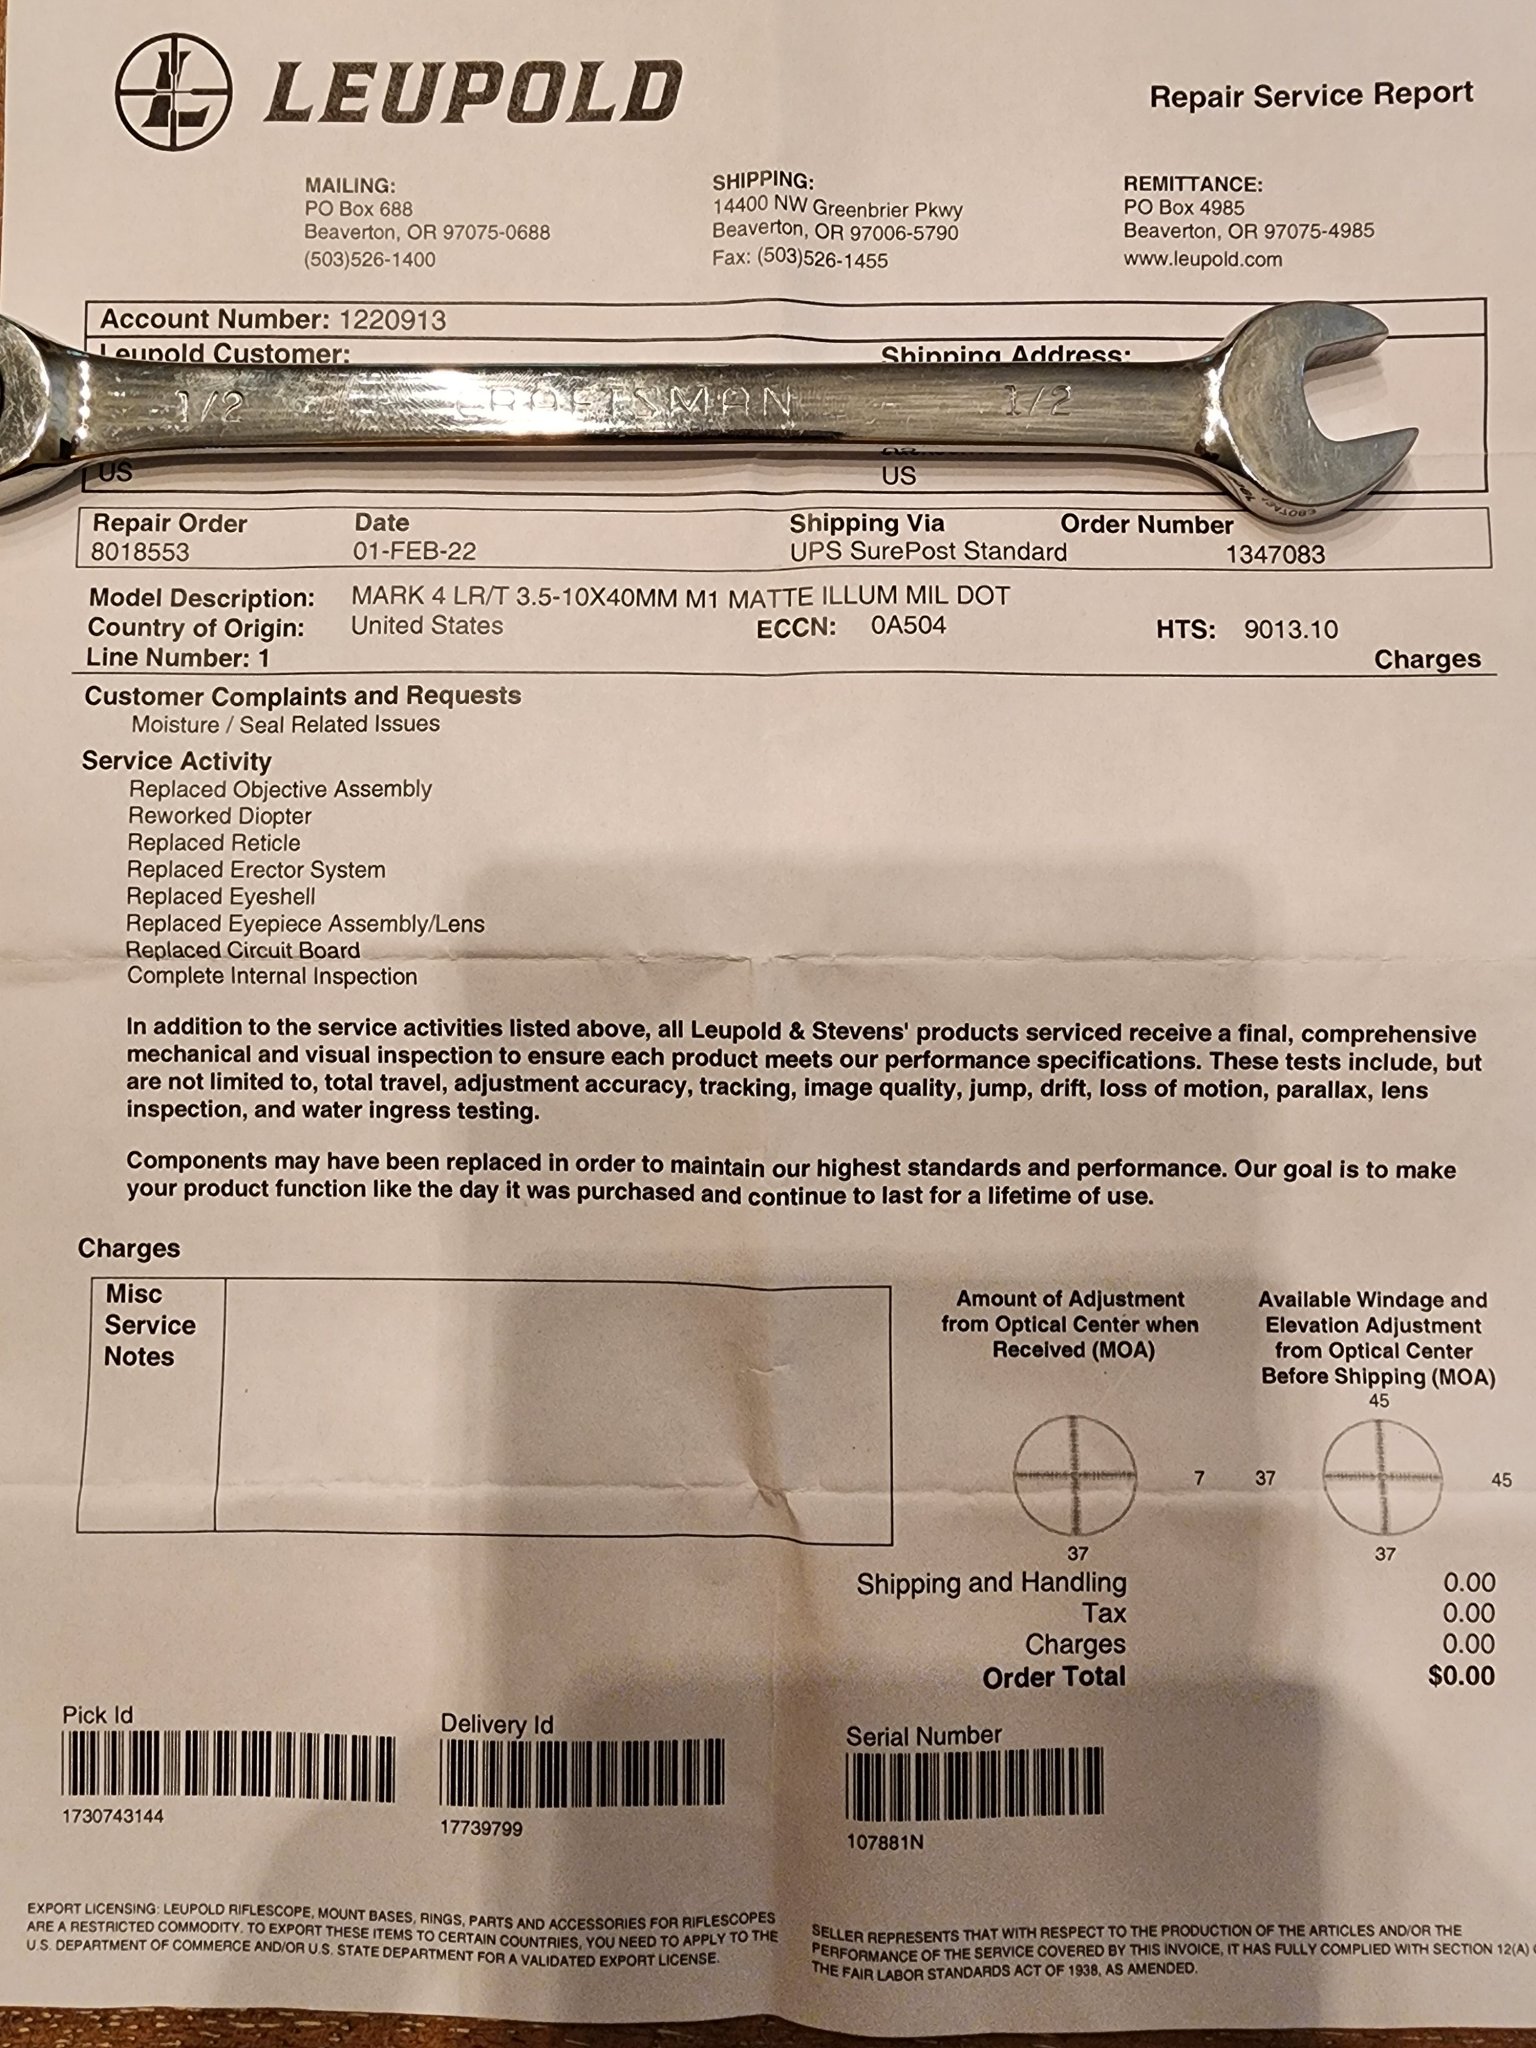 LEUPOLD
Repair Service Report
MAILING:
PO Box 688
Beaverton, OR 97075-0688
(503)526-1400
SHIPPING:
14400 NW Greenbrier Pkwy
Beaverton, OR 97006-5790
Fax: (503)526-1455
REMITTANCE:
PO Box 4985
Beaverton, OR 97075-4985
www.leupold.com
Account Number: 1220913
Leupold Customer: Shipping Address:
1/2 CRAFTSMAN 1/2
US US
Repair Order Date Shipping Via Order Number
8018553 01-FEB-22 UPS SurePost Standard 1347083
Model Description: MARK 4 LR/T 3.5-10X40MM M1 MATTE ILLUM MIL DOT
Country of Origin: United States ECCN: 0A504 HTS: 9013.10
Line Number: 1 Charges
Customer Complaints and Requests
Moisture / Seal Related Issues
Service Activity
Replaced Objective Assembly
Reworked Diopter
Replaced Reticle
Replaced Erector System
Replaced Eyeshell
Replaced Eyepiece Assembly/Lens
Replaced Circuit Board
Complete Internal Inspection
In addition to the service activities listed above, all Leupold & Stevens' products serviced receive a final, comprehensive
mechanical and visual inspection to ensure each product meets our performance specifications. These tests include, but
are not limited to, total travel, adjustment accuracy, tracking, image quality, jump, drift, loss of motion, parallax, lens
inspection, and water ingress testing.
Components may have been replaced in order to maintain our highest standards and performance. Our goal is to make
your product function like the day it was purchased and continue to last for a lifetime of use.
Charges
Misc
Service
Notes
Amount of Adjustment
from Optical Center when
Received (MOA)
7
37
Available Windage and
Elevation Adjustment
from Optical Center
Before Shipping (MOA)
45
37 45
37
Shipping and Handling 0.00
Tax 0.00
Charges 0.00
Order Total $0.00
Pick Id
1730743144
Delivery Id
17739799
Serial Number
107881N
EXPORT LICENSING: LEUPOLD RIFLESCOPE, MOUNT BASES, RINGS, PARTS AND ACCESSORIES FOR RIFLESCOPES
ARE A RESTRICTED COMMODITY. TO EXPORT THESE ITEMS TO CERTAIN COUNTRIES, YOU NEED TO APPLY TO THE
U.S. DEPARTMENT OF COMMERCE AND/OR U.S. STATE DEPARTMENT FOR A VALIDATED EXPORT LICENSE.
SELLER REPRESENTS THAT WITH RESPECT TO THE PRODUCTION OF THE ARTICLES AND/OR THE
PERFORMANCE OF THE SERVICE COVERED BY THIS INVOICE, IT HAS FULLY COMPLIED WITH SECTION 12(A)
THE FAIR LABOR STANDARDS ACT OF 1938, AS AMENDED.